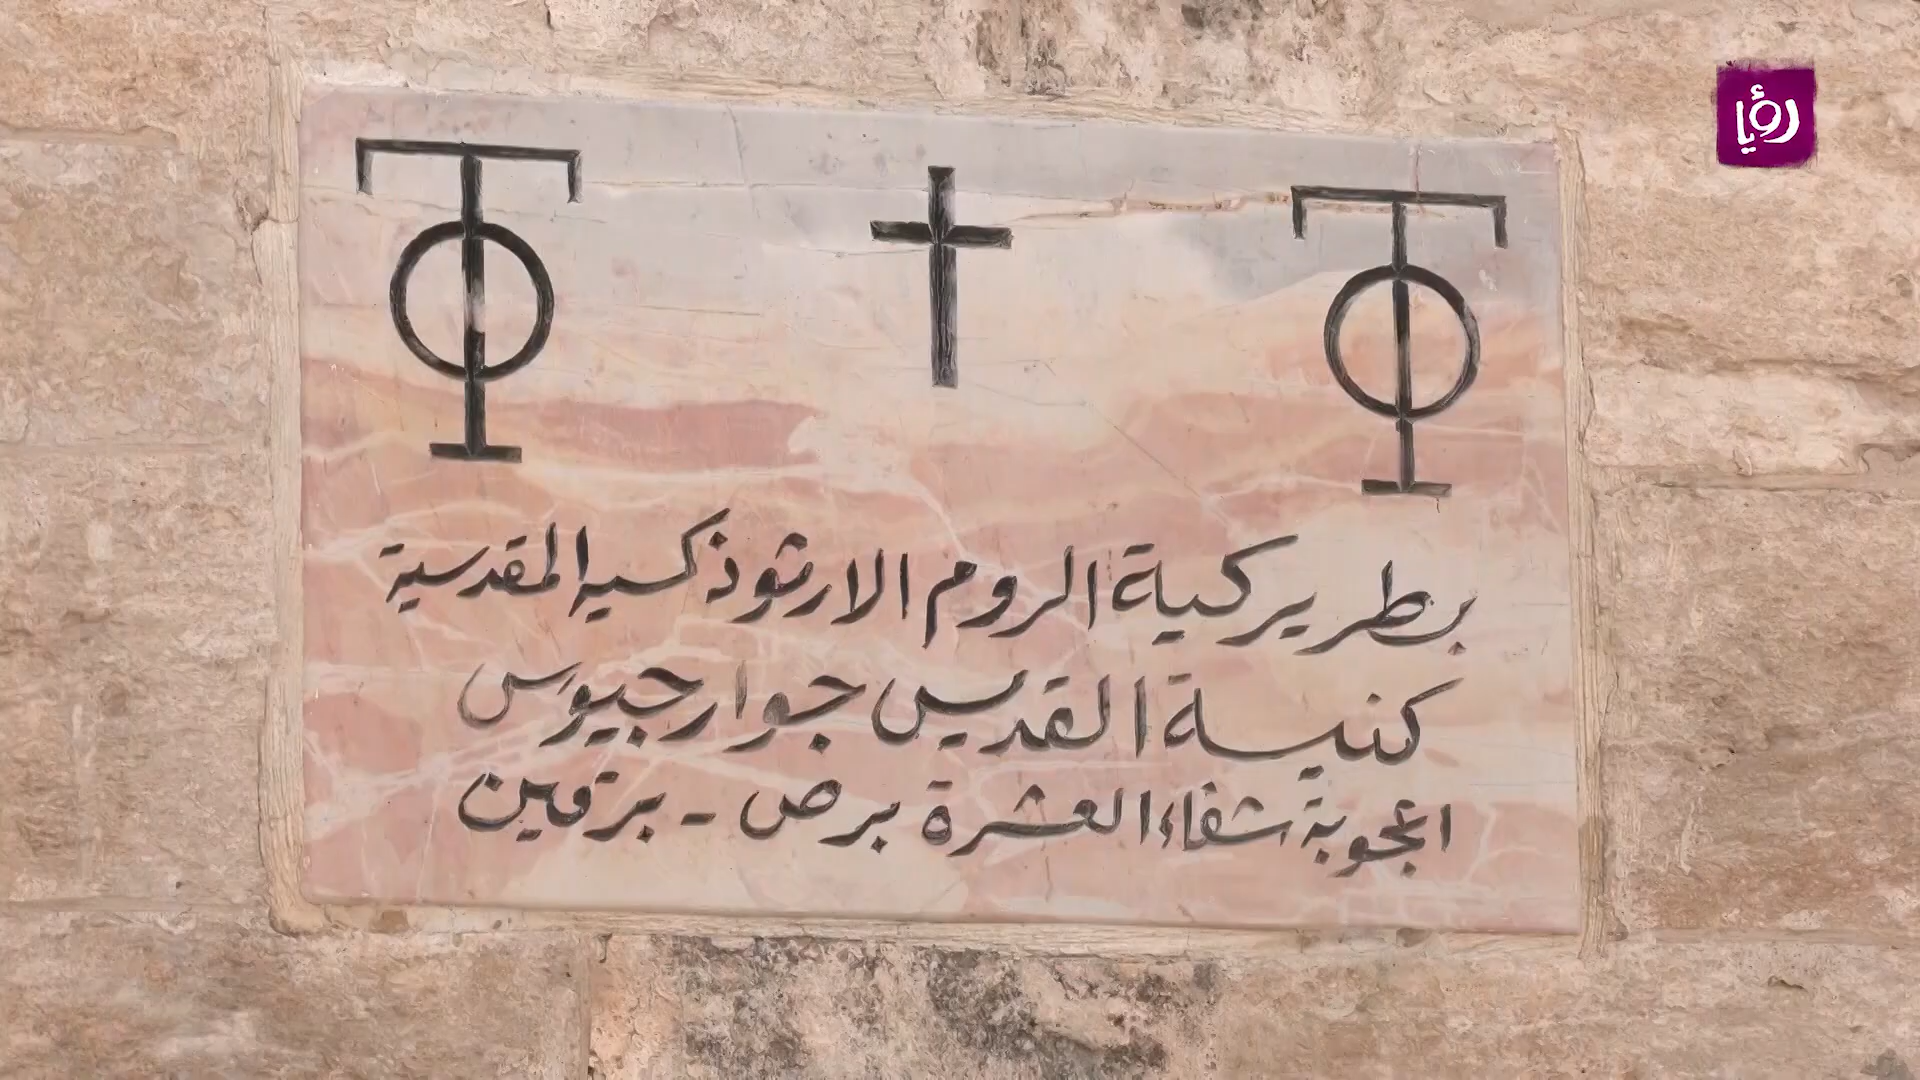 رؤيا
بطريركية الروم الارثوذكسيه المقدسية
كنيسة القديس جوارجيوس
اعجوبة شفاء العشرة برص - برقين